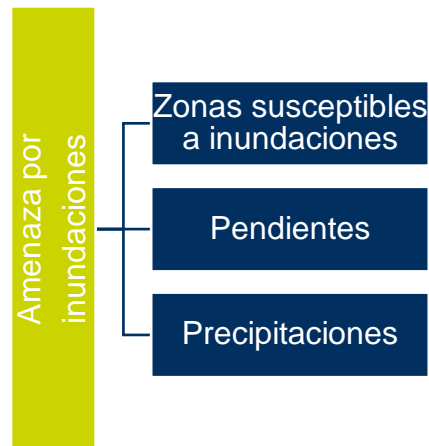 Amenaza por
inundaciones
Zonas susceptibles
a inundaciones
Pendientes
Precipitaciones